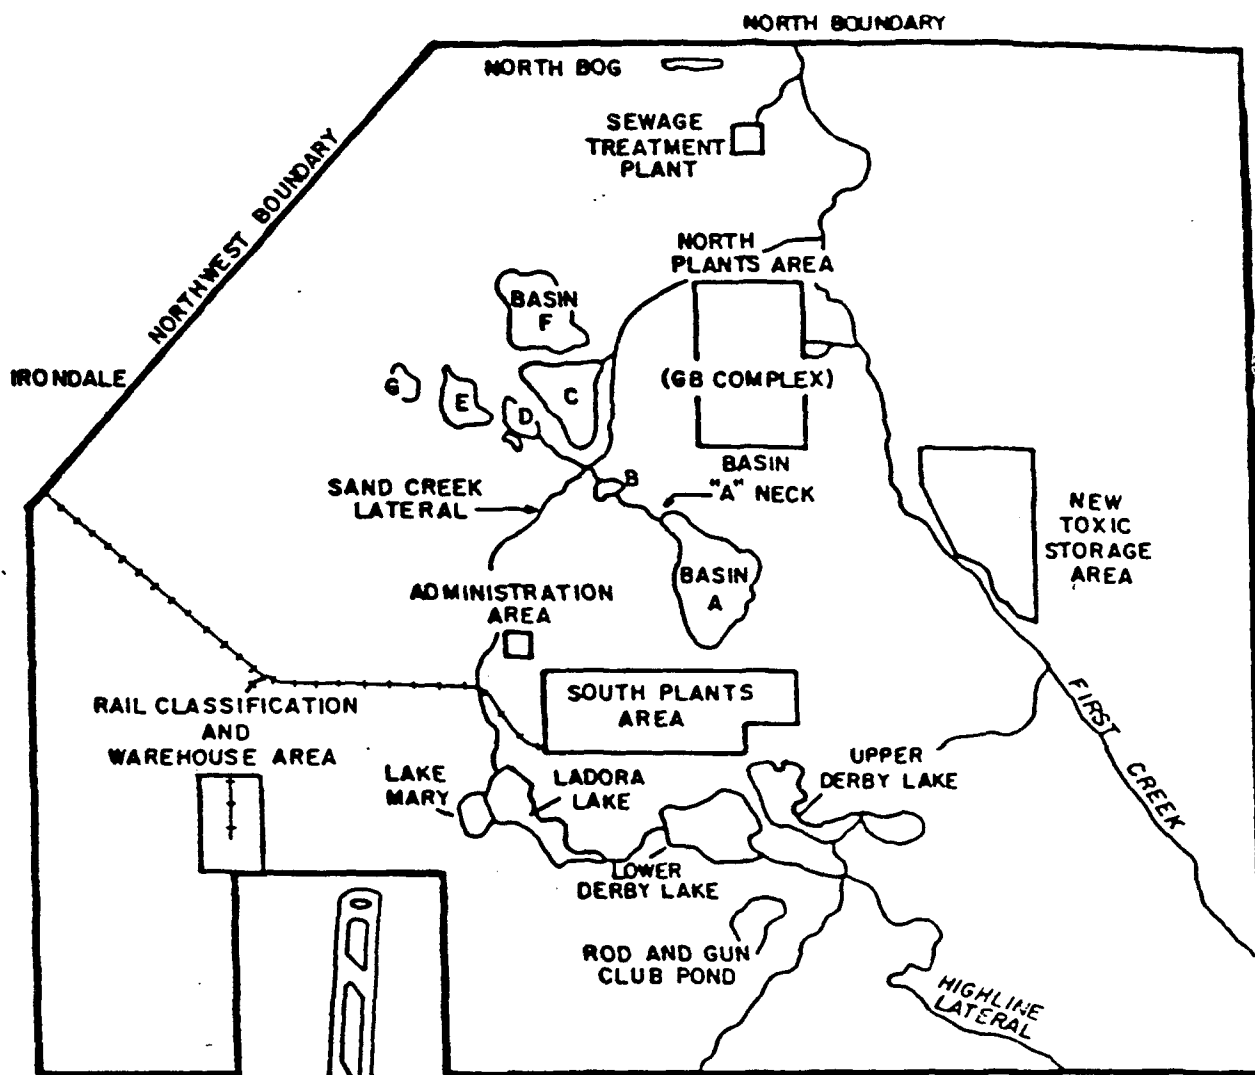 NORTH BOUNDARY
NORTH BOG
SEWAGE
TREATMENT
PLANT
NORTHWEST BOUNDARY
NORTH
PLANTS AREA
BASIN
F
IRONDALE
G
E
D
C
(GB COMPLEX)
B
BASIN
"A" NECK
SAND CREEK
LATERAL
NEW
TOXIC
STORAGE
AREA
BASIN
A
ADMINISTRATION
AREA
SOUTH PLANTS
AREA
RAIL CLASSIFICATION
AND
WAREHOUSE AREA
FIRST CREEK
LAKE
MARY
LADORA
LAKE
UPPER
DERBY LAKE
LOWER
DERBY LAKE
ROD AND GUN
CLUB POND
HIGHLINE
LATERAL